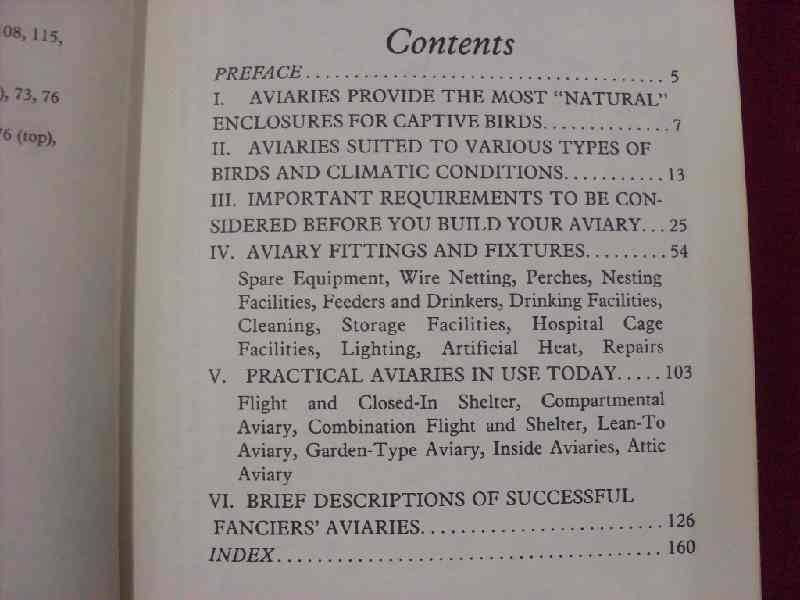 08, 115,
), 73, 76
76 (top),
Contents
PREFACE....................................5
I. AVIARIES PROVIDE THE MOST "NATURAL"
ENCLOSURES FOR CAPTIVE BIRDS.............7
II. AVIARIES SUITED TO VARIOUS TYPES OF
BIRDS AND CLIMATIC CONDITIONS..........13
III. IMPORTANT REQUIREMENTS TO BE CON-
SIDERED BEFORE YOU BUILD YOUR AVIARY...25
IV. AVIARY FITTINGS AND FIXTURES.........54
Spare Equipment, Wire Netting, Perches, Nesting
Facilities, Feeders and Drinkers, Drinking Facilities,
Cleaning, Storage Facilities, Hospital Cage
Facilities, Lighting, Artificial Heat, Repairs
V. PRACTICAL AVIARIES IN USE TODAY.....103
Flight and Closed-In Shelter, Compartmental
Aviary, Combination Flight and Shelter, Lean-To
Aviary, Garden-Type Aviary, Inside Aviaries, Attic
Aviary
VI. BRIEF DESCRIPTIONS OF SUCCESSFUL
FANCIERS' AVIARIES........................126
INDEX.....................................160